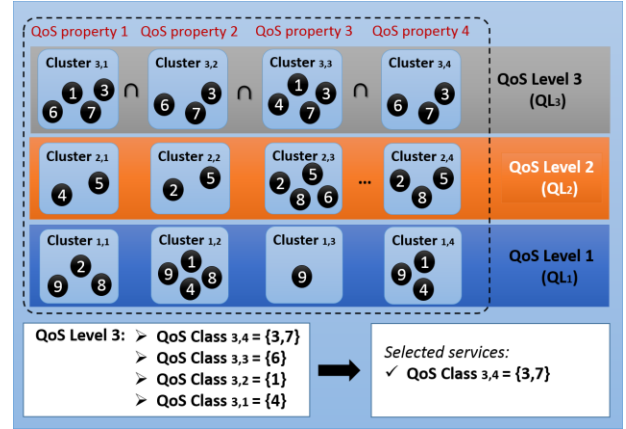 QoS property 1 QoS property 2 QoS property 3 QoS property 4
Cluster 3,1 Cluster 3,2 Cluster 3,3 Cluster 3,4
1 3 6 7 ∩ 3 6 7 ∩ 1 3 4 7 ∩ 3 6 7
QoS Level 3
(QL3)
Cluster 2,1 Cluster 2,2 Cluster 2,3 Cluster 2,4
4 5 2 5 2 5 8 6 ... 2 5 8
QoS Level 2
(QL2)
Cluster 1,1 Cluster 1,2 Cluster 1,3 Cluster 1,4
9 2 8 9 1 8 4 9 9 1 4
QoS Level 1
(QL1)
QoS Level 3: ➢ QoS Class 3,4 = {3,7}
➢ QoS Class 3,3 = {6}
➢ QoS Class 3,2 = {1}
➢ QoS Class 3,1 = {4}
Selected services:
✓ QoS Class 3,4 = {3,7}